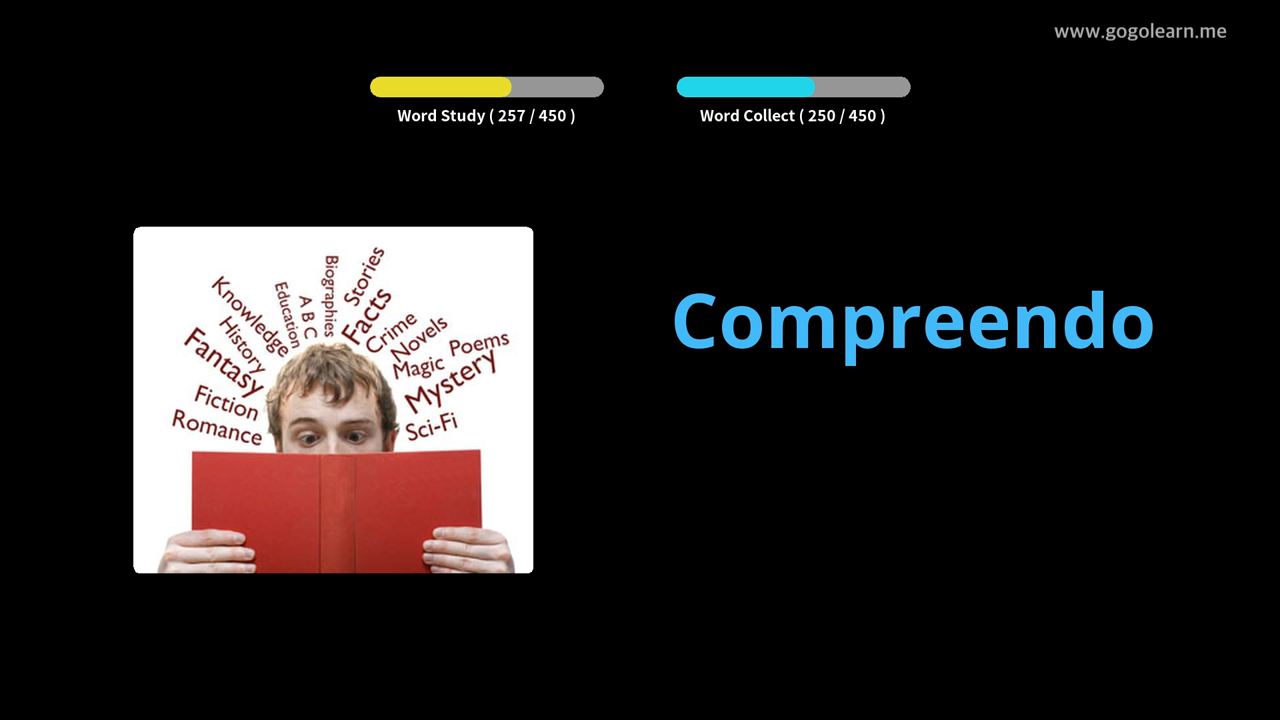 www.gogolearn.me
Word Study ( 257 / 450 )
Word Collect ( 250 / 450 )
Compreendo
Knowledge
Education
A B C
Biographies
Stories
Facts
Crime
Novels
Poems
History
Fantasy
Magic
Mystery
Fiction
Romance
Sci-Fi